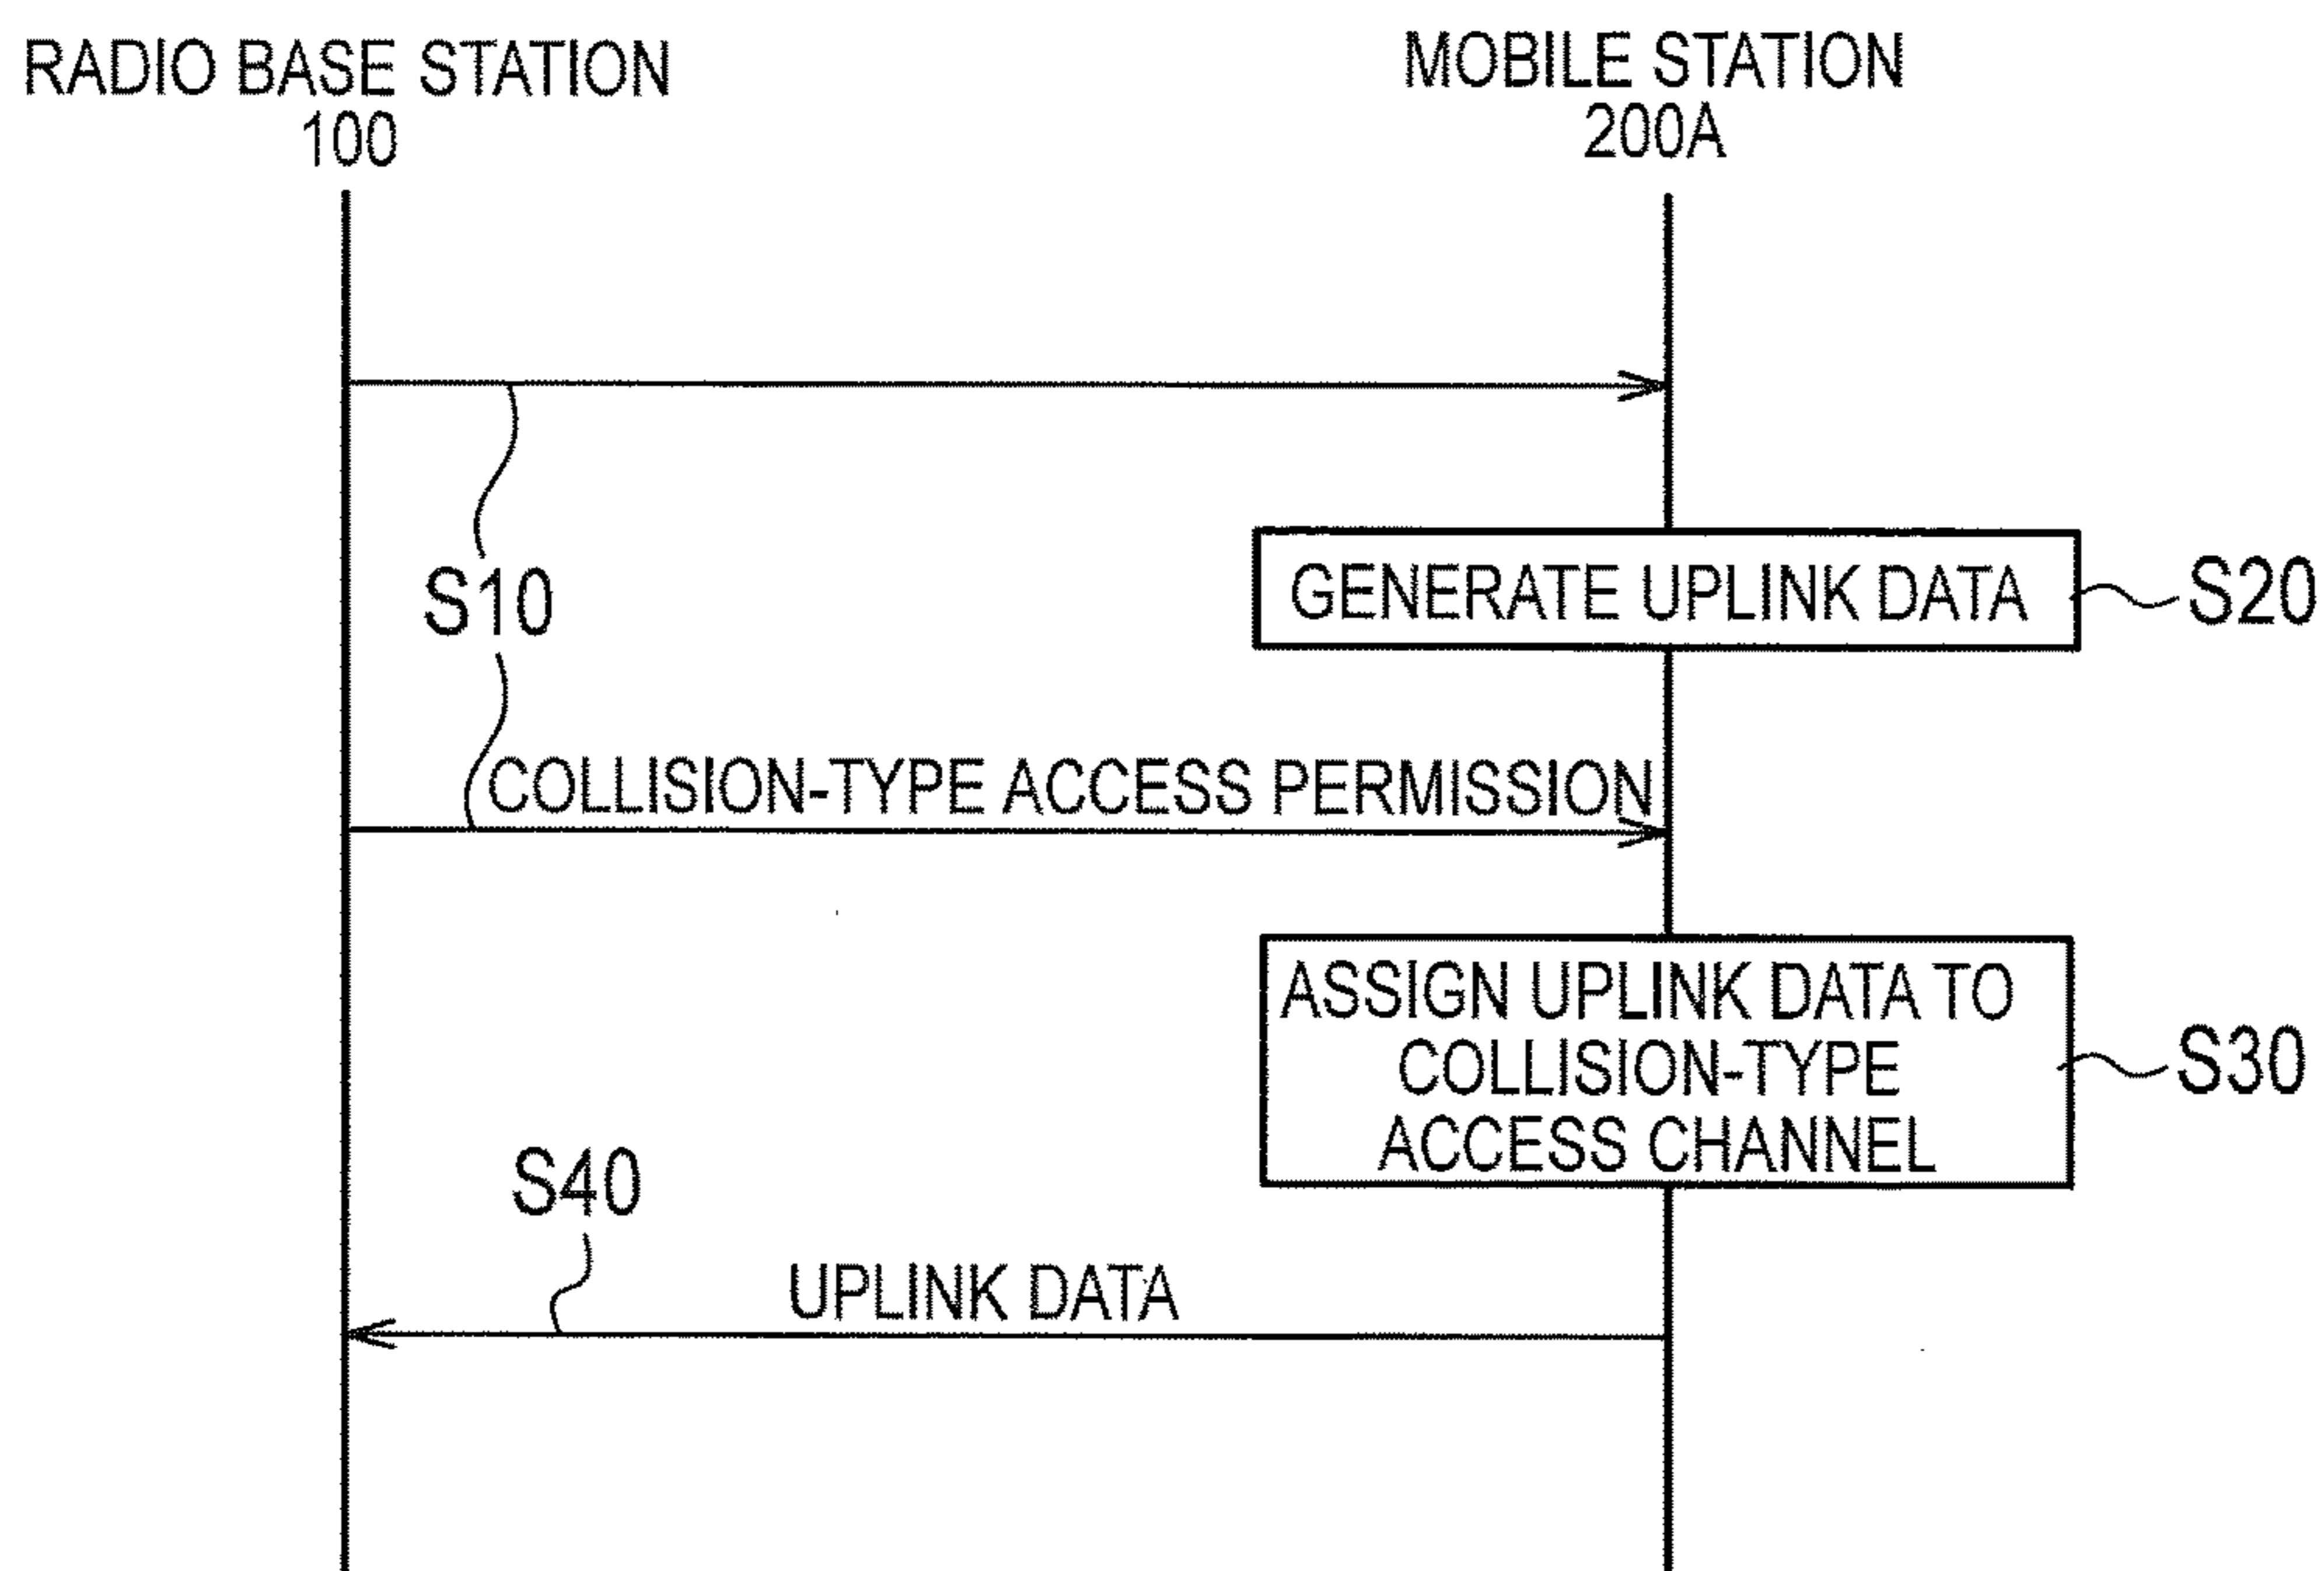 RADIO BASE STATION
100
MOBILE STATION
200A
S10
GENERATE UPLINK DATA
S20
COLLISION-TYPE ACCESS PERMISSION
ASSIGN UPLINK DATA TO
COLLISION-TYPE
ACCESS CHANNEL
S30
S40
UPLINK DATA